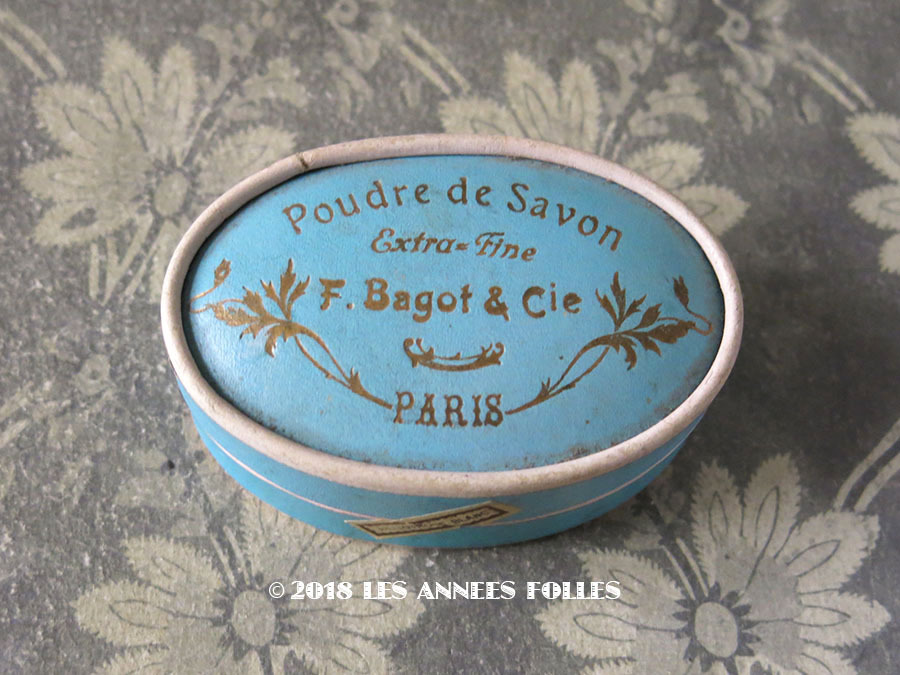 Poudre de Savon
Extra=Fine
F. Bagot & Cie
PARIS
© 2018 LES ANNEES FOLLES